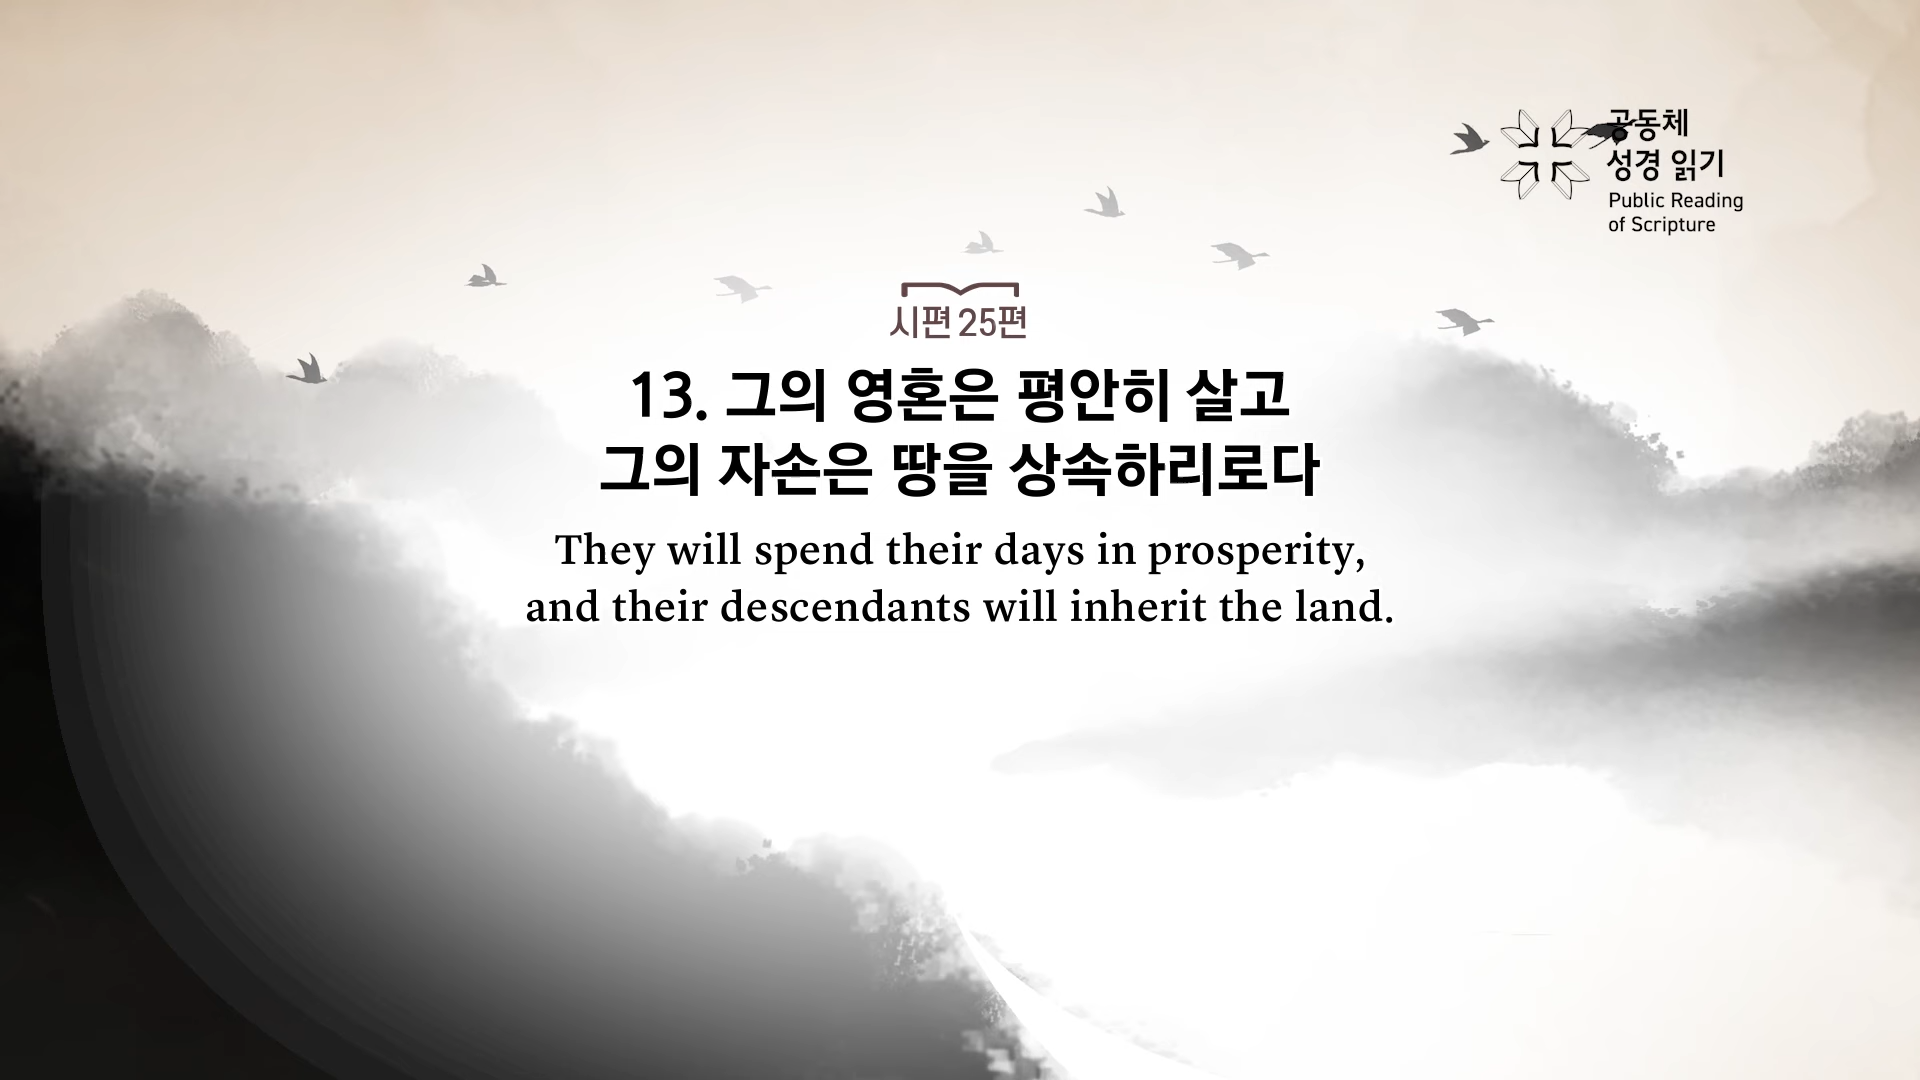 공동체
성경 읽기
Public Reading
of Scripture
시편 25편
13. 그의 영혼은 평안히 살고
그의 자손은 땅을 상속하리로다
They will spend their days in prosperity,
and their descendants will inherit the land.